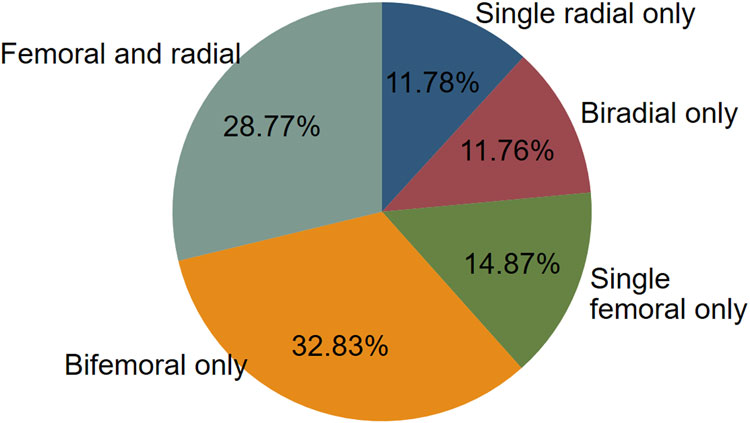 Single radial only
11.78%
Biradial only
11.76%
Single
femoral only
14.87%
Bifemoral only
32.83%
Femoral and radial
28.77%